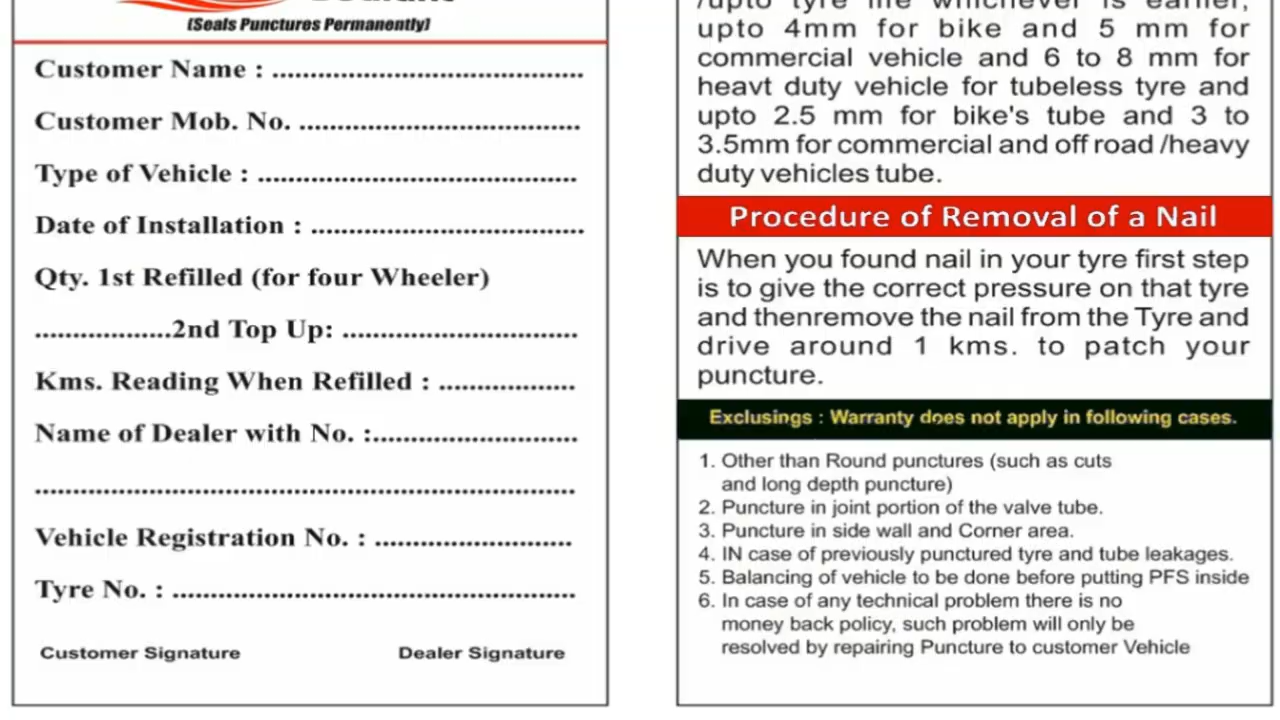 (Seals Punctures Permanently)
Customer Name : ........................................
Customer Mob. No. ....................................
Type of Vehicle : .........................................
Date of Installation : ...................................
Qty. 1st Refilled (for four Wheeler)
..................2nd Top Up: ..............................
Kms. Reading When Refilled : ..................
Name of Dealer with No. :...........................
......................................................................
Vehicle Registration No. : .........................
Tyre No. : ....................................................
Customer Signature Dealer Signature
/upto tyre life whichever is earlier,
upto 4mm for bike and 5 mm for
commercial vehicle and 6 to 8 mm for
heavt duty vehicle for tubeless tyre and
upto 2.5 mm for bike's tube and 3 to
3.5mm for commercial and off road /heavy
duty vehicles tube.
Procedure of Removal of a Nail
When you found nail in your tyre first step
is to give the correct pressure on that tyre
and thenremove the nail from the Tyre and
drive around 1 kms. to patch your
puncture.
Exclusings : Warranty does not apply in following cases.
1. Other than Round punctures (such as cuts
and long depth puncture)
2. Puncture in joint portion of the valve tube.
3. Puncture in side wall and Corner area.
4. IN case of previously punctured tyre and tube leakages.
5. Balancing of vehicle to be done before putting PFS inside
6. In case of any technical problem there is no
money back policy, such problem will only be
resolved by repairing Puncture to customer Vehicle